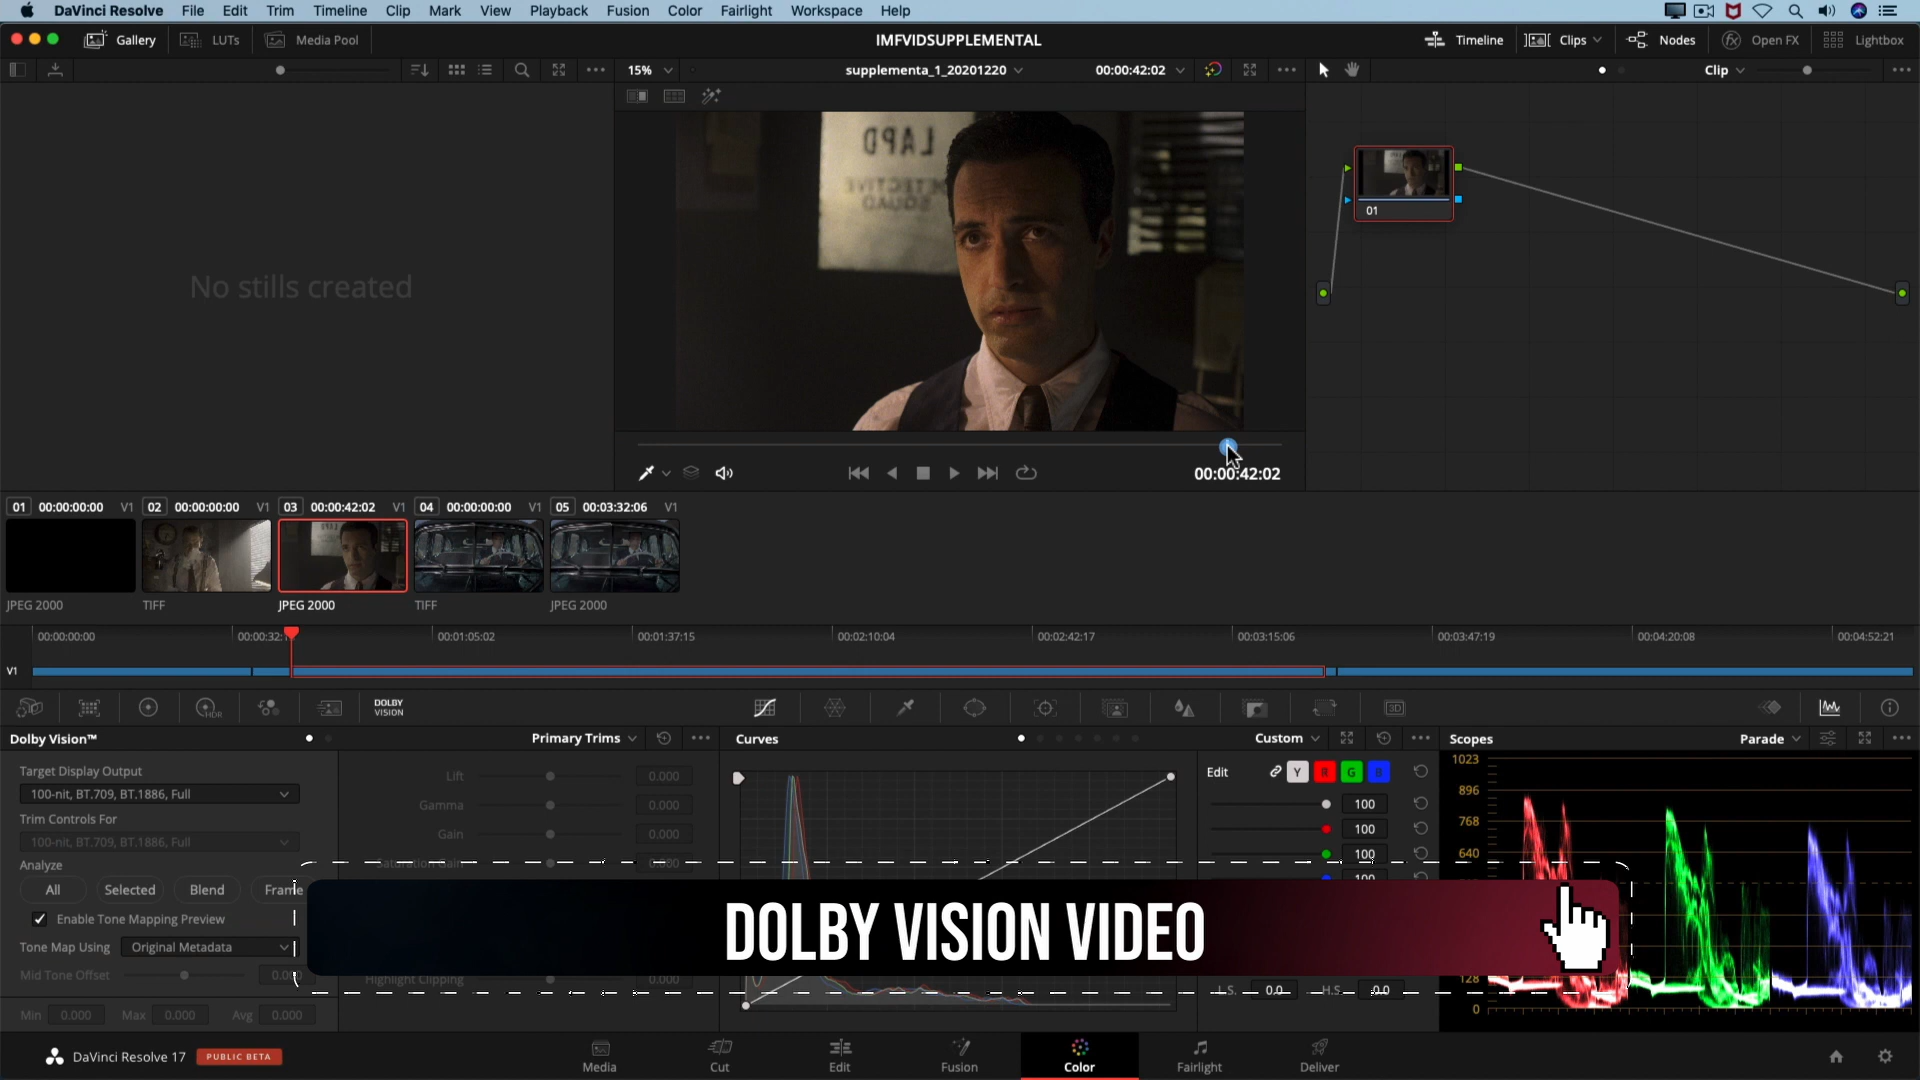 DaVinci Resolve File Edit Trim Timeline Clip Mark View Playback Fusion Color Fairlight Workspace Help
Gallery LUTs Media Pool IMFVIDSUPPLEMENTAL Timeline Clips Nodes Open FX Lightbox
15% supplementa_1_20201220 00:00:42:02 Clip
No stills created
01
00:00:42:02
01 00:00:00:00 V1 02 00:00:00:00 V1 03 00:00:42:02 V1 04 00:00:00:00 V1 05 00:03:32:06 V1
JPEG 2000 TIFF JPEG 2000 TIFF JPEG 2000
00:00:00:00 00:00:32: 00:01:05:02 00:01:37:15 00:02:10:04 00:02:42:17 00:03:15:06 00:03:47:19 00:04:20:08 00:04:52:21
V1
HDR DOLBY VISION 3D
Dolby Vision™ Primary Trims Curves Custom Scopes Parade
Target Display Output
100-nit, BT.709, BT.1886, Full
Trim Controls For
100-nit, BT.709, BT.1886, Full
Analyze
All Selected Blend Frame
Enable Tone Mapping Preview
Tone Map Using Original Metadata
Mid Tone Offset
Min 0.000 Max 0.000 Avg 0.000
Lift 0.000
Gamma 0.000
Gain 0.000
Saturation Gain 0.000
Highlight Clipping 0.000
Edit Y R G B
100
100
100
100
L.S. 0.0 H.S. 0.0
1023
896
768
640
128
0
DOLBY VISION VIDEO
DaVinci Resolve 17 PUBLIC BETA Media Cut Edit Fusion Color Fairlight Deliver